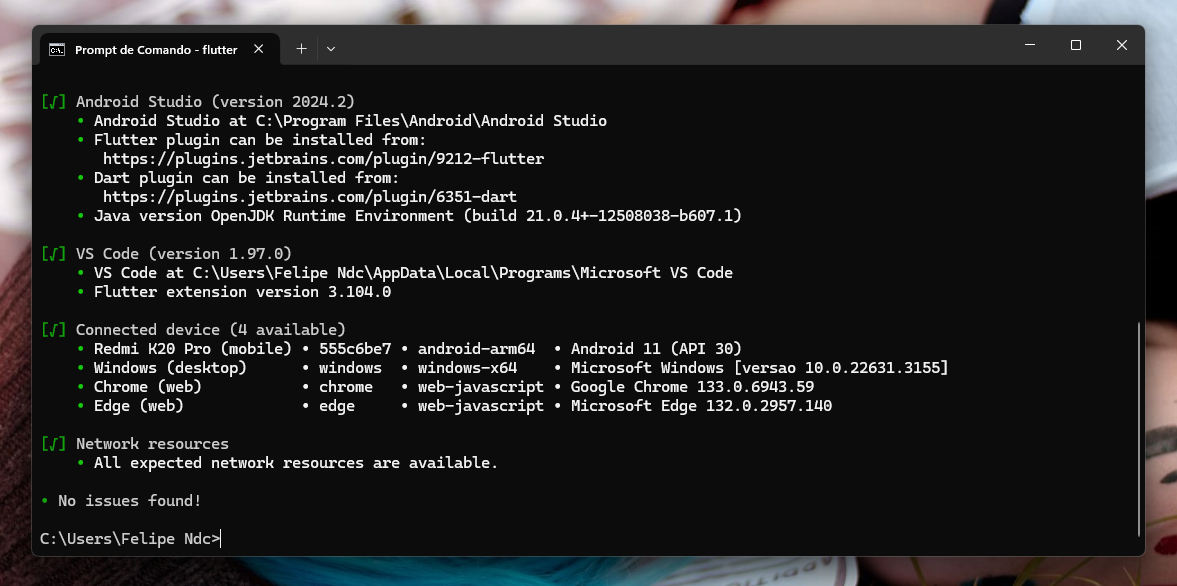 Prompt de Comando - flutter
[√] Android Studio (version 2024.2)
• Android Studio at C:\Program Files\Android\Android Studio
• Flutter plugin can be installed from:
https://plugins.jetbrains.com/plugin/9212-flutter
• Dart plugin can be installed from:
https://plugins.jetbrains.com/plugin/6351-dart
• Java version OpenJDK Runtime Environment (build 21.0.4+-12508038-b607.1)
[√] VS Code (version 1.97.0)
• VS Code at C:\Users\Felipe Ndc\AppData\Local\Programs\Microsoft VS Code
• Flutter extension version 3.104.0
[√] Connected device (4 available)
• Redmi K20 Pro (mobile) • 555c6be7 • android-arm64 • Android 11 (API 30)
• Windows (desktop) • windows • windows-x64 • Microsoft Windows [versao 10.0.22631.3155]
• Chrome (web) • chrome • web-javascript • Google Chrome 133.0.6943.59
• Edge (web) • edge • web-javascript • Microsoft Edge 132.0.2957.140
[√] Network resources
• All expected network resources are available.
• No issues found!
C:\Users\Felipe Ndc>